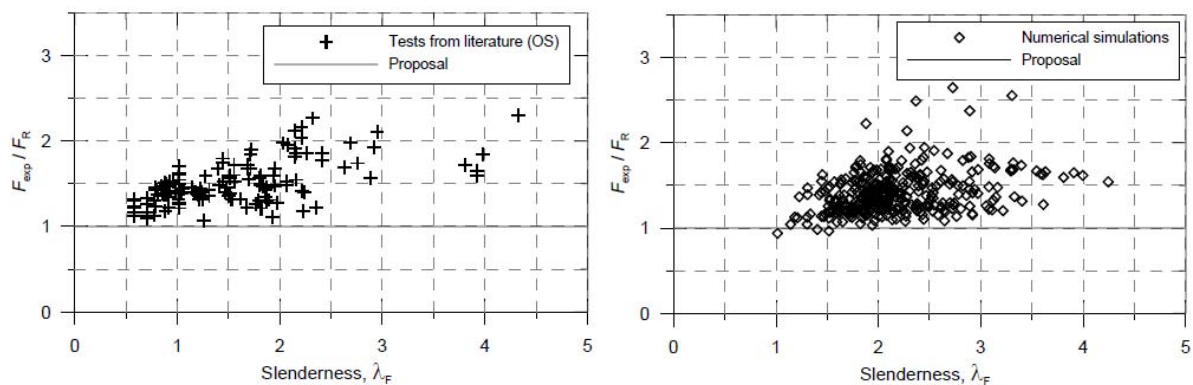 3
2
1
0
F_exp / F_R
Tests from literature (OS)
Proposal
0 1 2 3 4 5
Slenderness, λ_F
3
2
1
0
F_exp / F_R
Numerical simulations
Proposal
0 1 2 3 4 5
Slenderness, λ_F